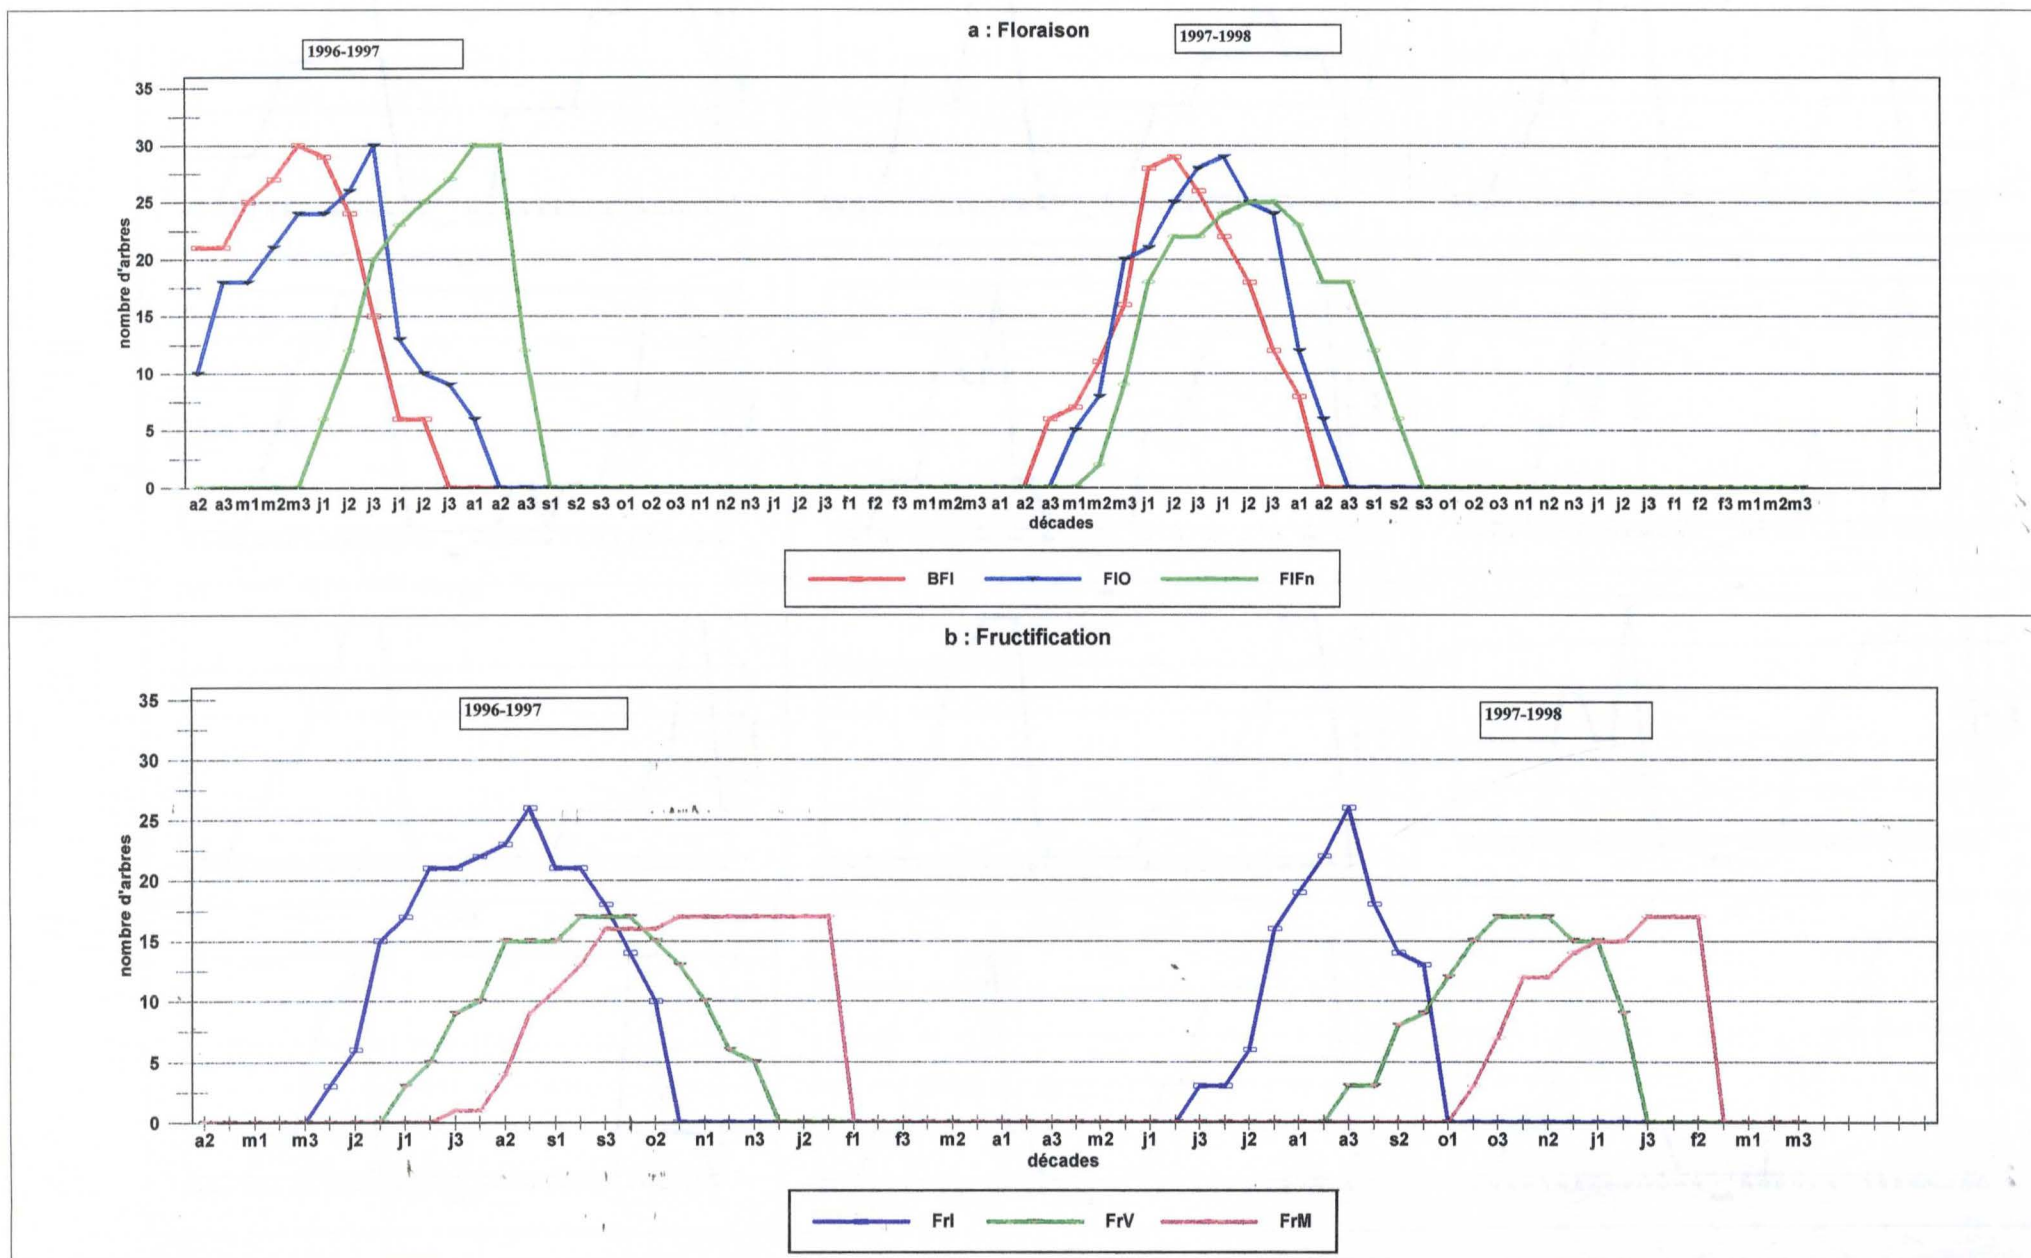 a : Floraison
1996-1997
1997-1998
35
30
25
20
15
10
5
0
nombre d'arbres
a2 a3 m1 m2 m3 j1 j2 j3 j1 j2 j3 a1 a2 a3 s1 s2 s3 o1 o2 o3 n1 n2 n3 j1 j2 j3 f1 f2 f3 m1 m2 m3 a1 a2 a3 m1 m2 m3 j1 j2 j3 j1 j2 j3 a1 a2 a3 s1 s2 s3 o1 o2 o3 n1 n2 n3 j1 j2 j3 f1 f2 f3 m1 m2 m3
décades
BFl FlO FlFn
b : Fructification
1996-1997
1997-1998
35
30
25
20
15
10
5
0
nombre d'arbres
a2 m1 m3 j2 j1 j3 a2 s1 s3 o2 n1 n3 j2 f1 f3 m2 a1 a3 m2 j1 j3 j2 a1 a3 s2 o1 o3 n2 j1 j3 f2 m1 m3
décades
FrI FrV FrM